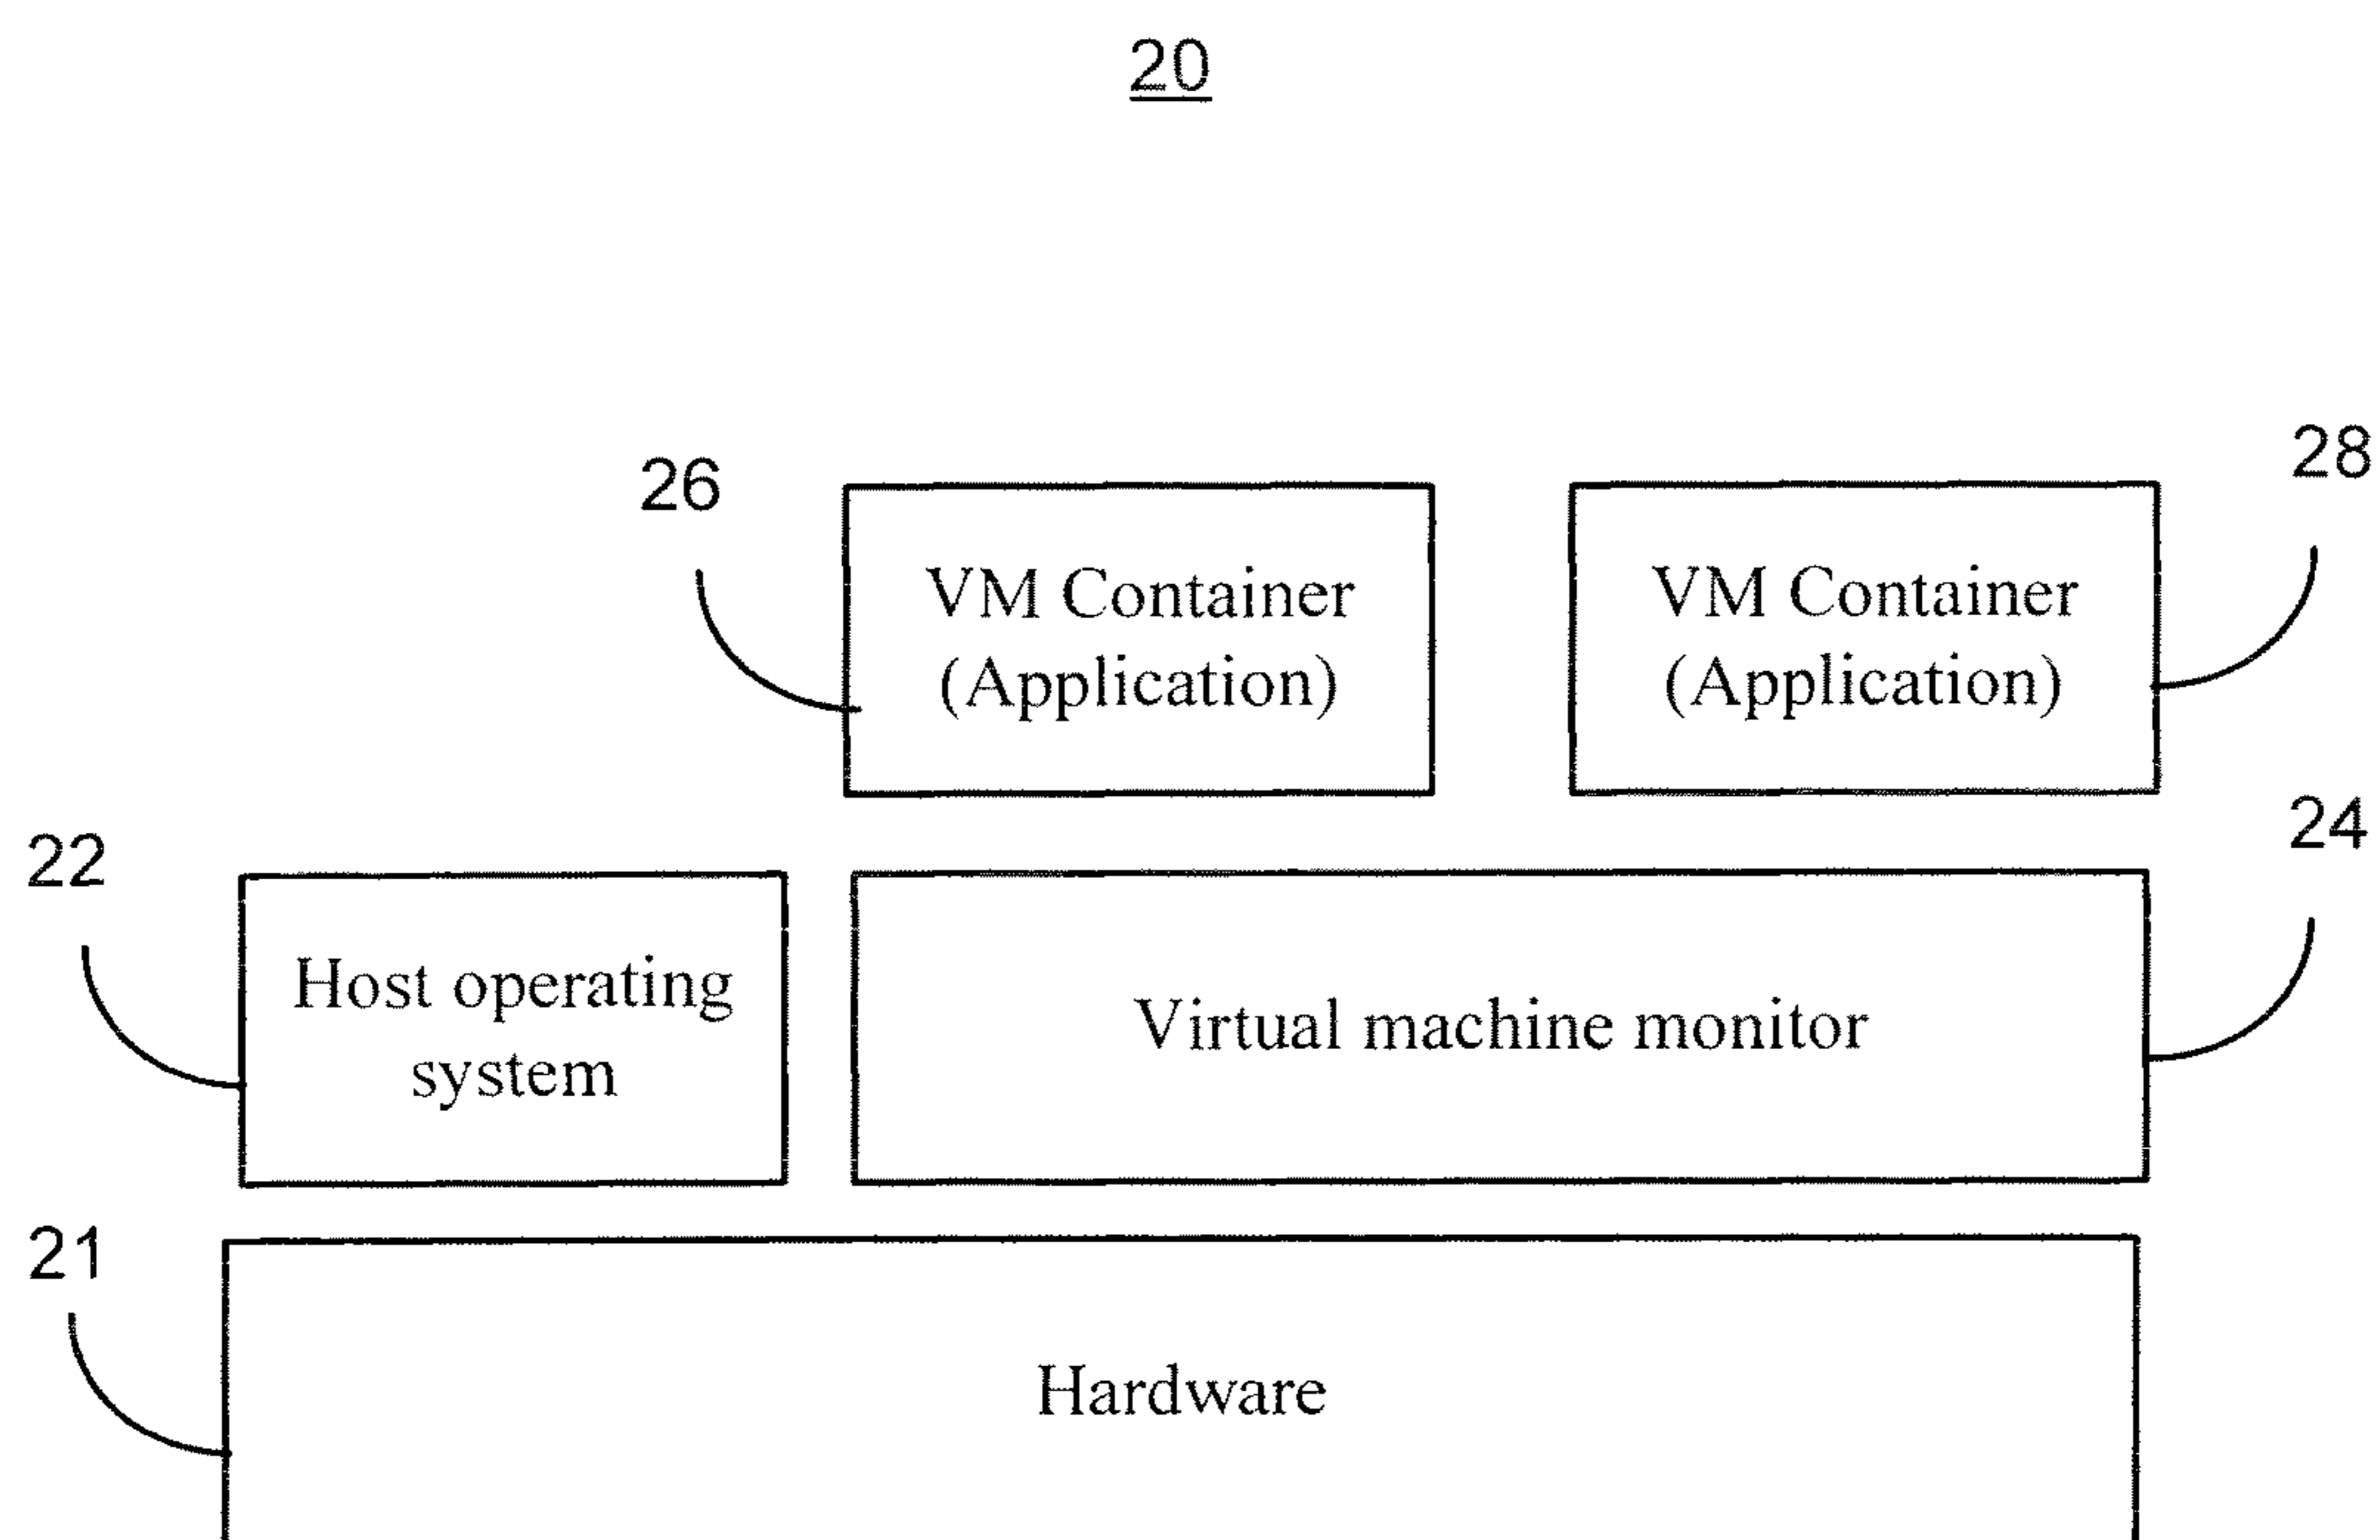 20
26
28
VM Container
(Application)
VM Container
(Application)
22
24
Host operating
system
Virtual machine monitor
21
Hardware